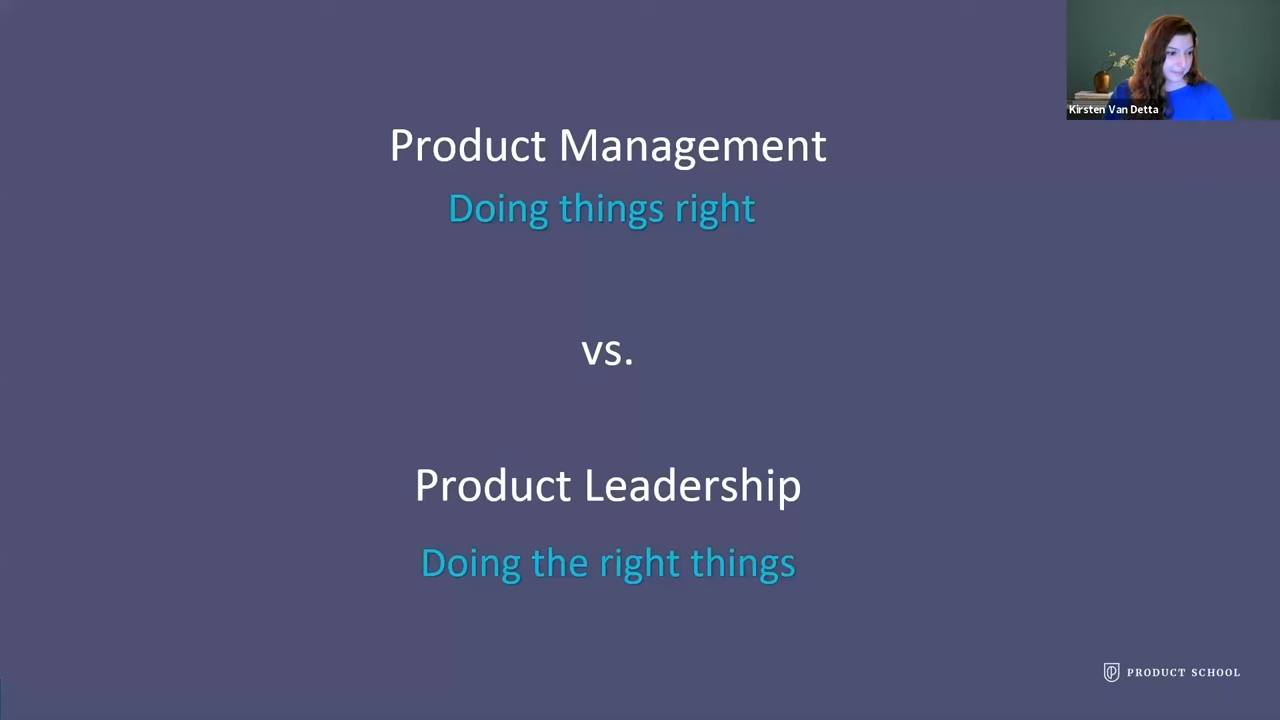 Kirsten Van Detta
Product Management
Doing things right
vs.
Product Leadership
Doing the right things
PRODUCT SCHOOL